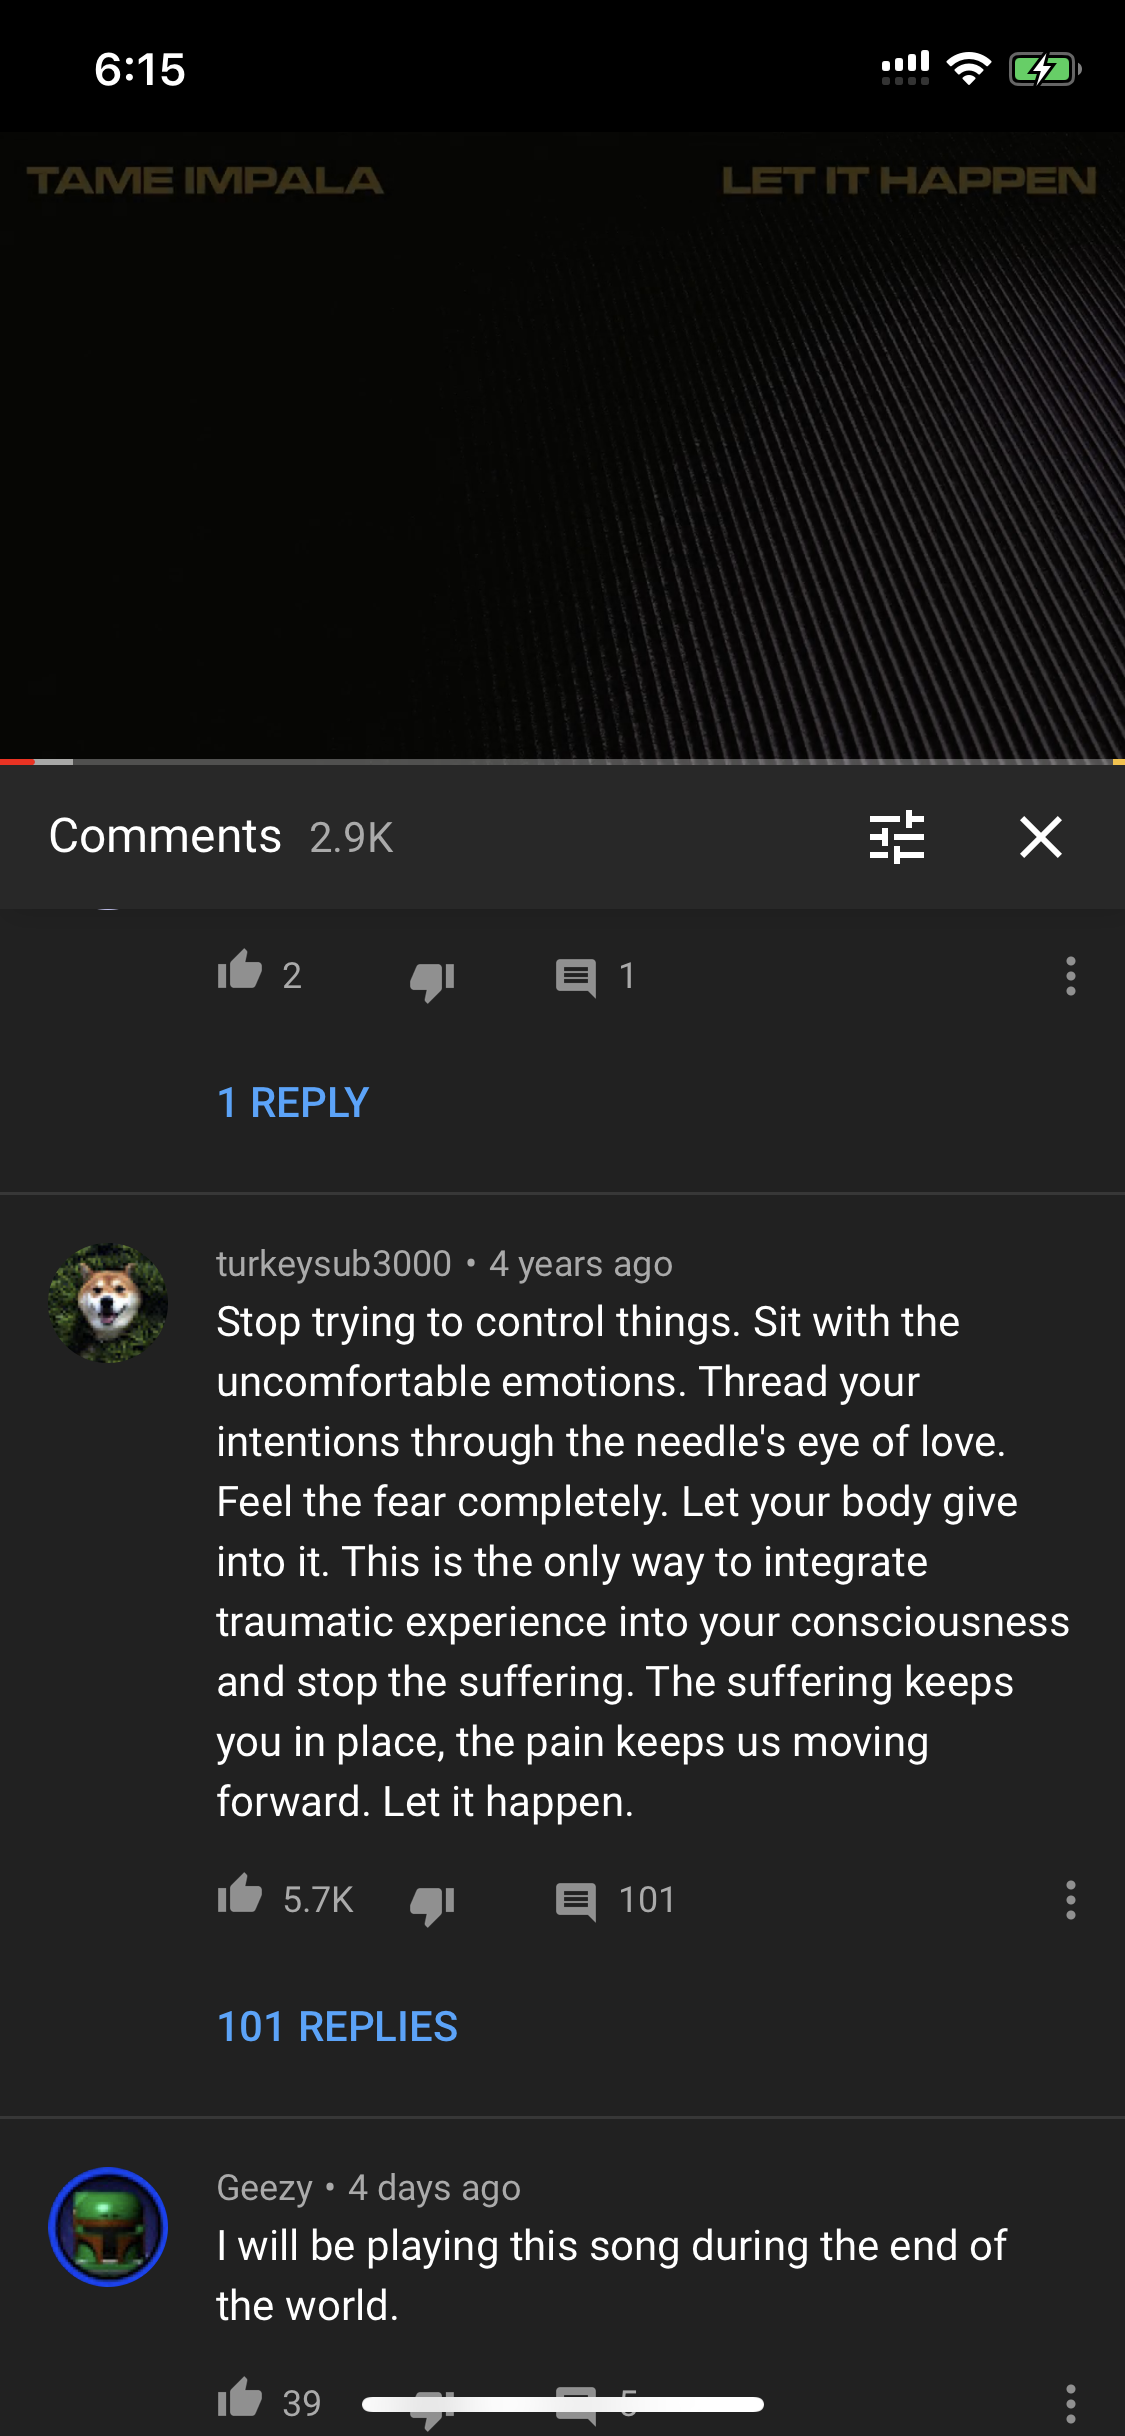 6:15
TAME IMPALA LET IT HAPPEN
Comments 2.9K
2 1
1 REPLY
turkeysub3000 • 4 years ago
Stop trying to control things. Sit with the
uncomfortable emotions. Thread your
intentions through the needle's eye of love.
Feel the fear completely. Let your body give
into it. This is the only way to integrate
traumatic experience into your consciousness
and stop the suffering. The suffering keeps
you in place, the pain keeps us moving
forward. Let it happen.
5.7K 101
101 REPLIES
Geezy • 4 days ago
I will be playing this song during the end of
the world.
39 5